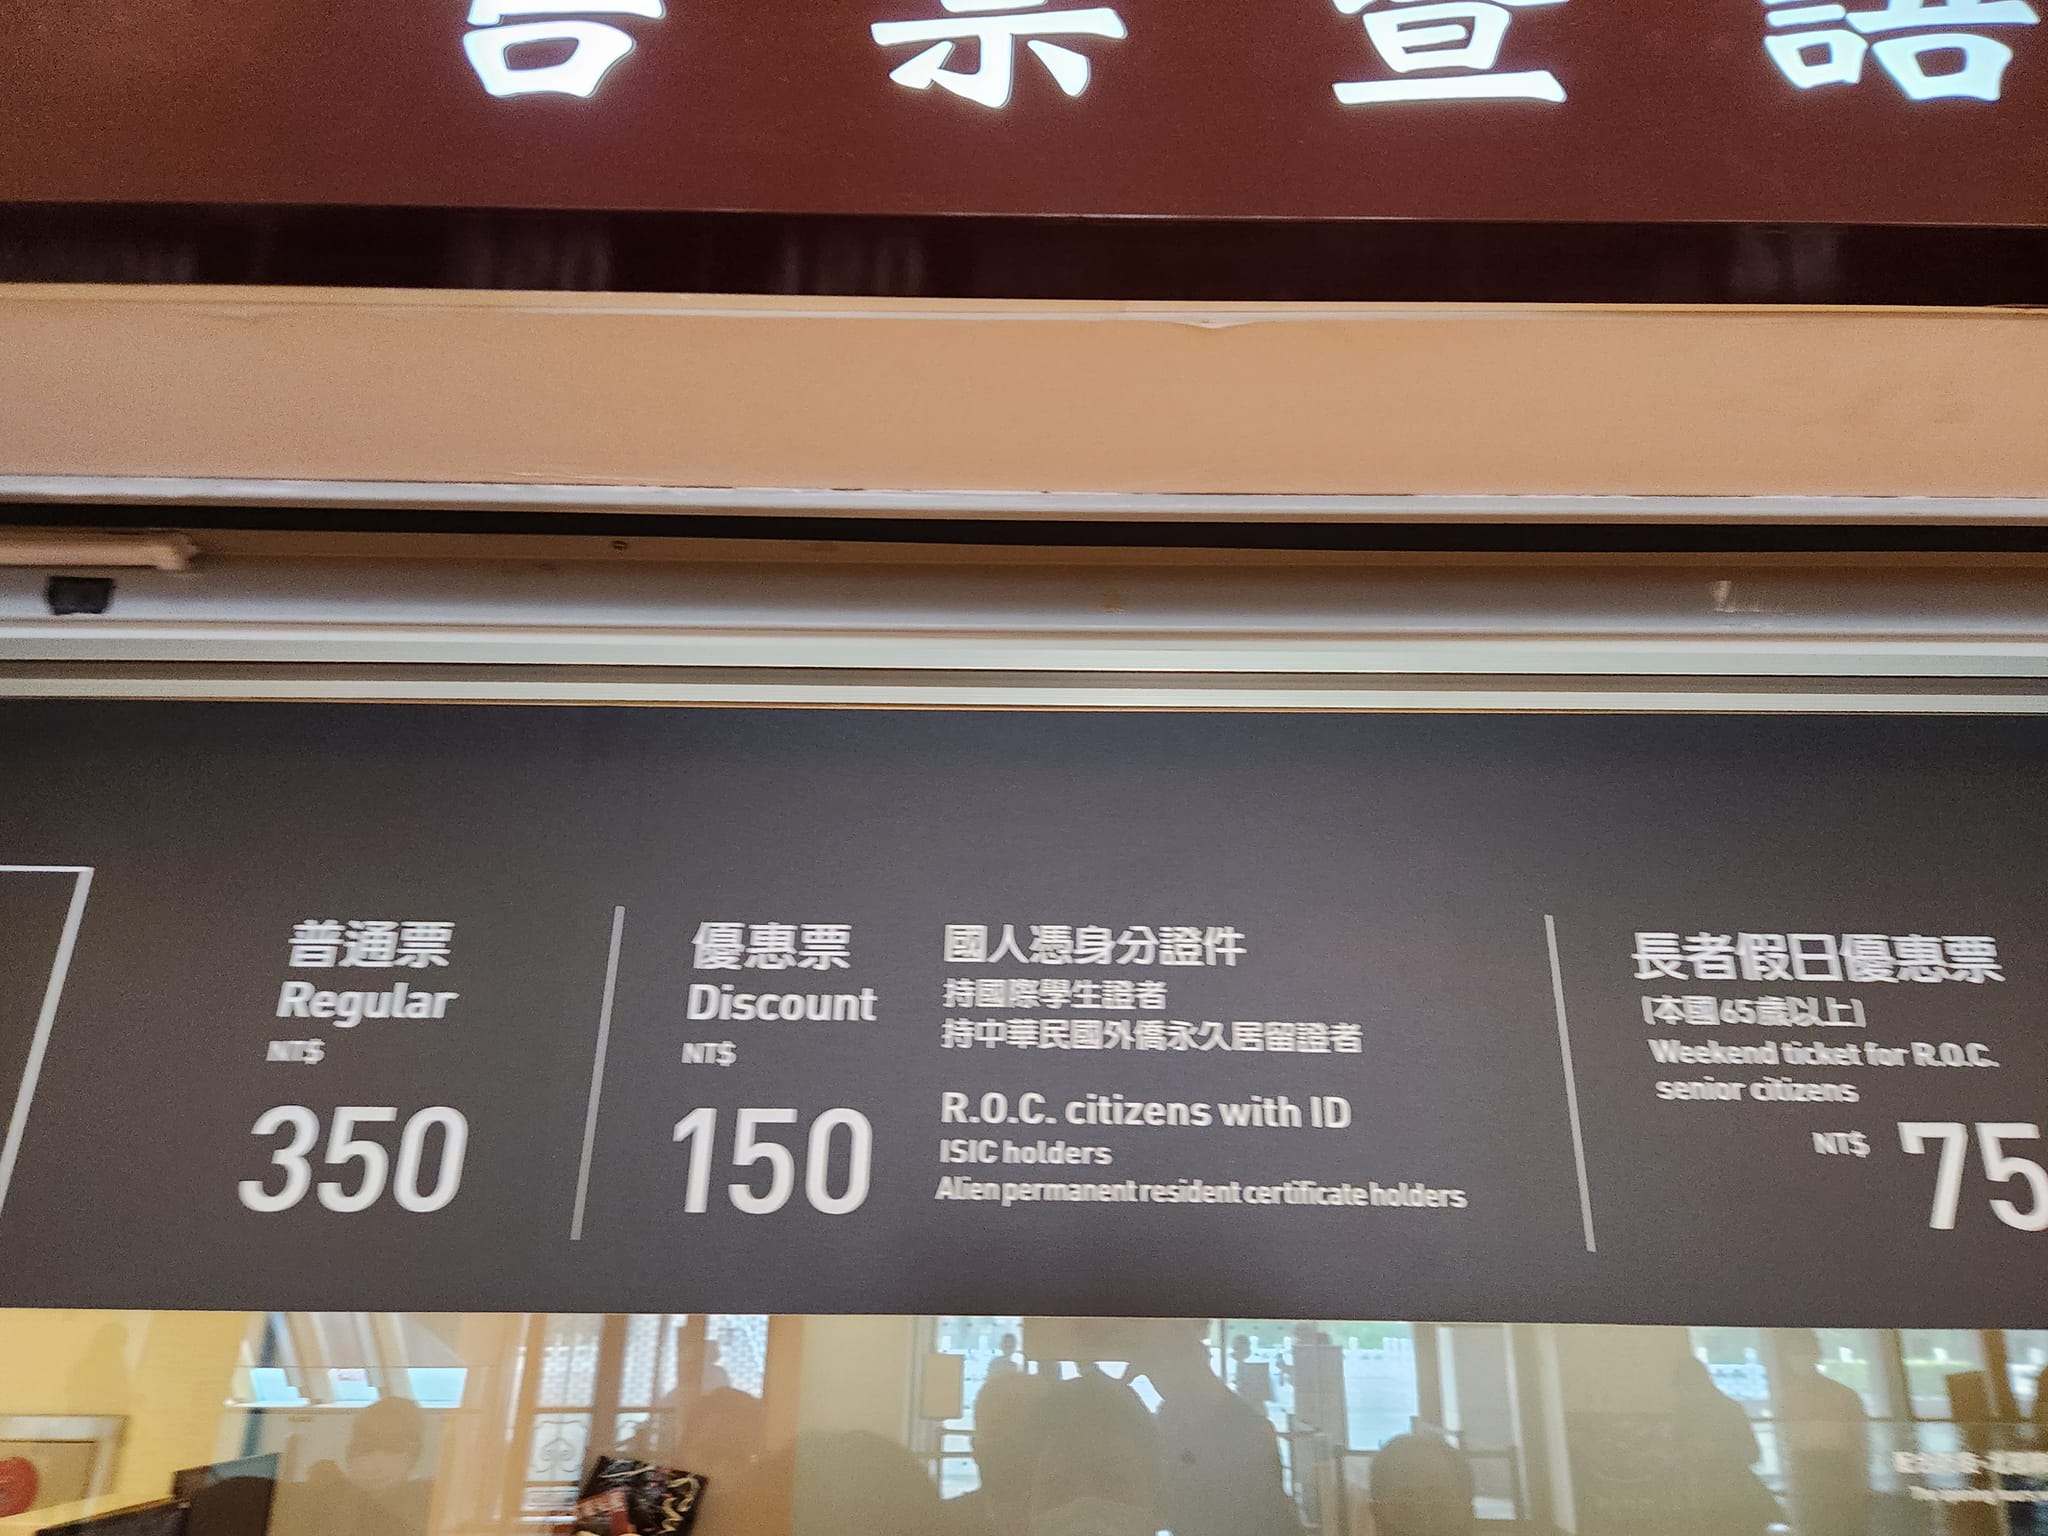 普通票
Regular
NT$
350
優惠票
Discount
NT$
150
國人憑身分證件
持國際學生證者
持中華民國外僑永久居留證者
R.O.C. citizens with ID
ISIC holders
Alien permanent resident certificate holders
長者假日優惠票
[本國65歲以上]
Weekend ticket for R.O.C.
senior citizens
NT$
75